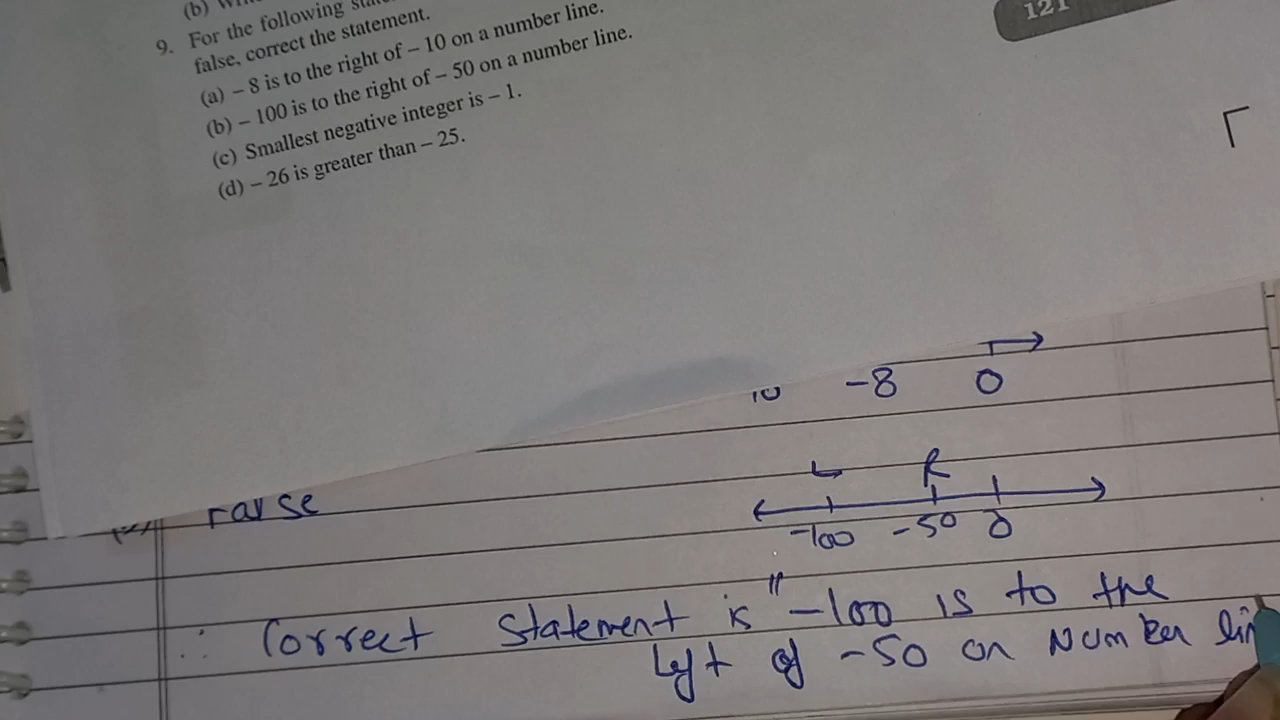 (b)
121
9. For the following
false, correct the statement.
(a) – 8 is to the right of – 10 on a number line.
(b) – 100 is to the right of – 50 on a number line.
(c) Smallest negative integer is – 1.
(d) – 26 is greater than – 25.
-8 0
L R
-100 -50 0
False
∴ Correct statement is "-100 is to the
left of -50 on Number